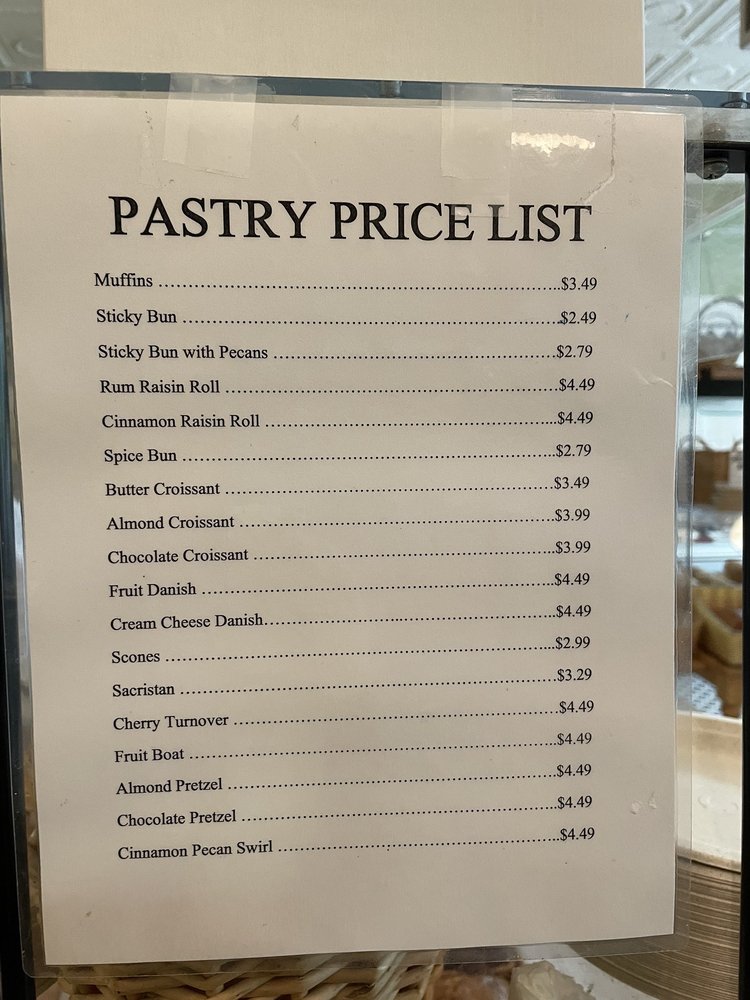 PASTRY PRICE LIST
Muffins ........................................................................................$3.49
Sticky Bun ....................................................................................$2.49
Sticky Bun with Pecans ..............................................................$2.79
Rum Raisin Roll .........................................................................$4.49
Cinnamon Raisin Roll ................................................................$4.49
Spice Bun ...................................................................................$2.79
Butter Croissant .........................................................................$3.49
Almond Croissant ......................................................................$3.99
Chocolate Croissant ...................................................................$3.99
Fruit Danish ...............................................................................$4.49
Cream Cheese Danish.................................................................$4.49
Scones ........................................................................................$2.99
Sacristan .....................................................................................$3.29
Cherry Turnover .........................................................................$4.49
Fruit Boat ...................................................................................$4.49
Almond Pretzel ..........................................................................$4.49
Chocolate Pretzel .......................................................................$4.49
Cinnamon Pecan Swirl ...............................................................$4.49